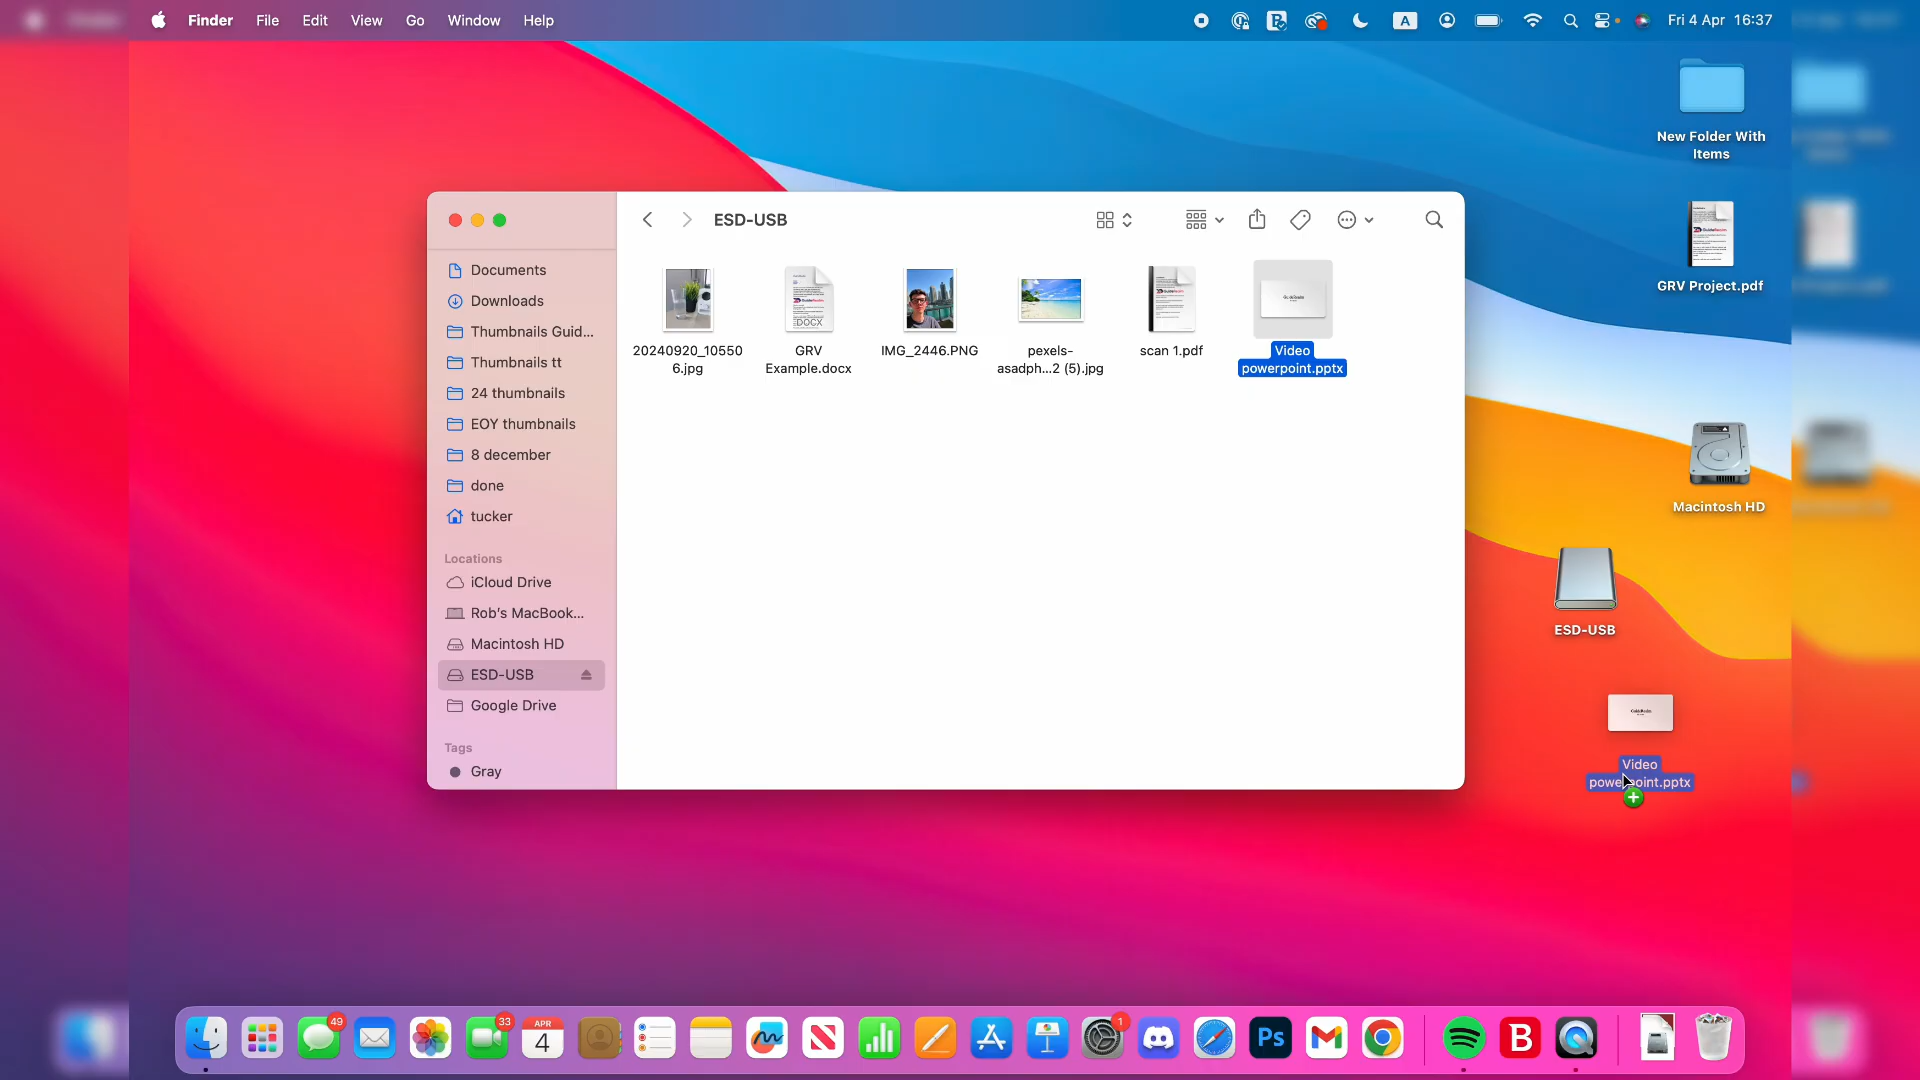 Finder File Edit View Go Window Help
A
Fri 4 Apr 16:37
New Folder With
Items
GRV Project.pdf
Macintosh HD
ESD-USB
Video
powerpoint.pptx
ESD-USB
Documents
Downloads
Thumbnails Guid...
Thumbnails tt
24 thumbnails
EOY thumbnails
8 december
done
tucker
Locations
iCloud Drive
Rob's MacBook...
Macintosh HD
ESD-USB
Google Drive
Tags
Gray
20240920_10550
6.jpg
DOCX
GRV
Example.docx
IMG_2446.PNG
pexels-
asadph...2 (5).jpg
scan 1.pdf
Video
powerpoint.pptx
49
33
APR
4
1
Ps
B